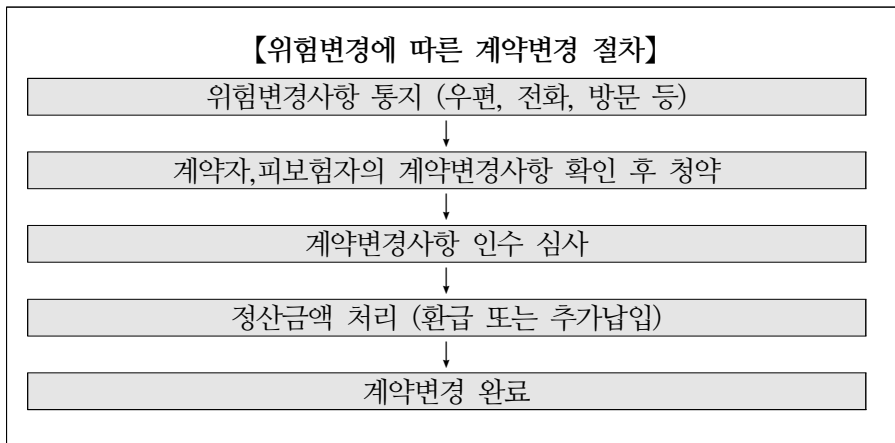 【위험변경에 따른 계약변경 절차】
위험변경사항 통지 (우편, 전화, 방문 등)
계약자,피보험자의 계약변경사항 확인 후 청약
계약변경사항 인수 심사
정산금액 처리 (환급 또는 추가납입)
계약변경 완료